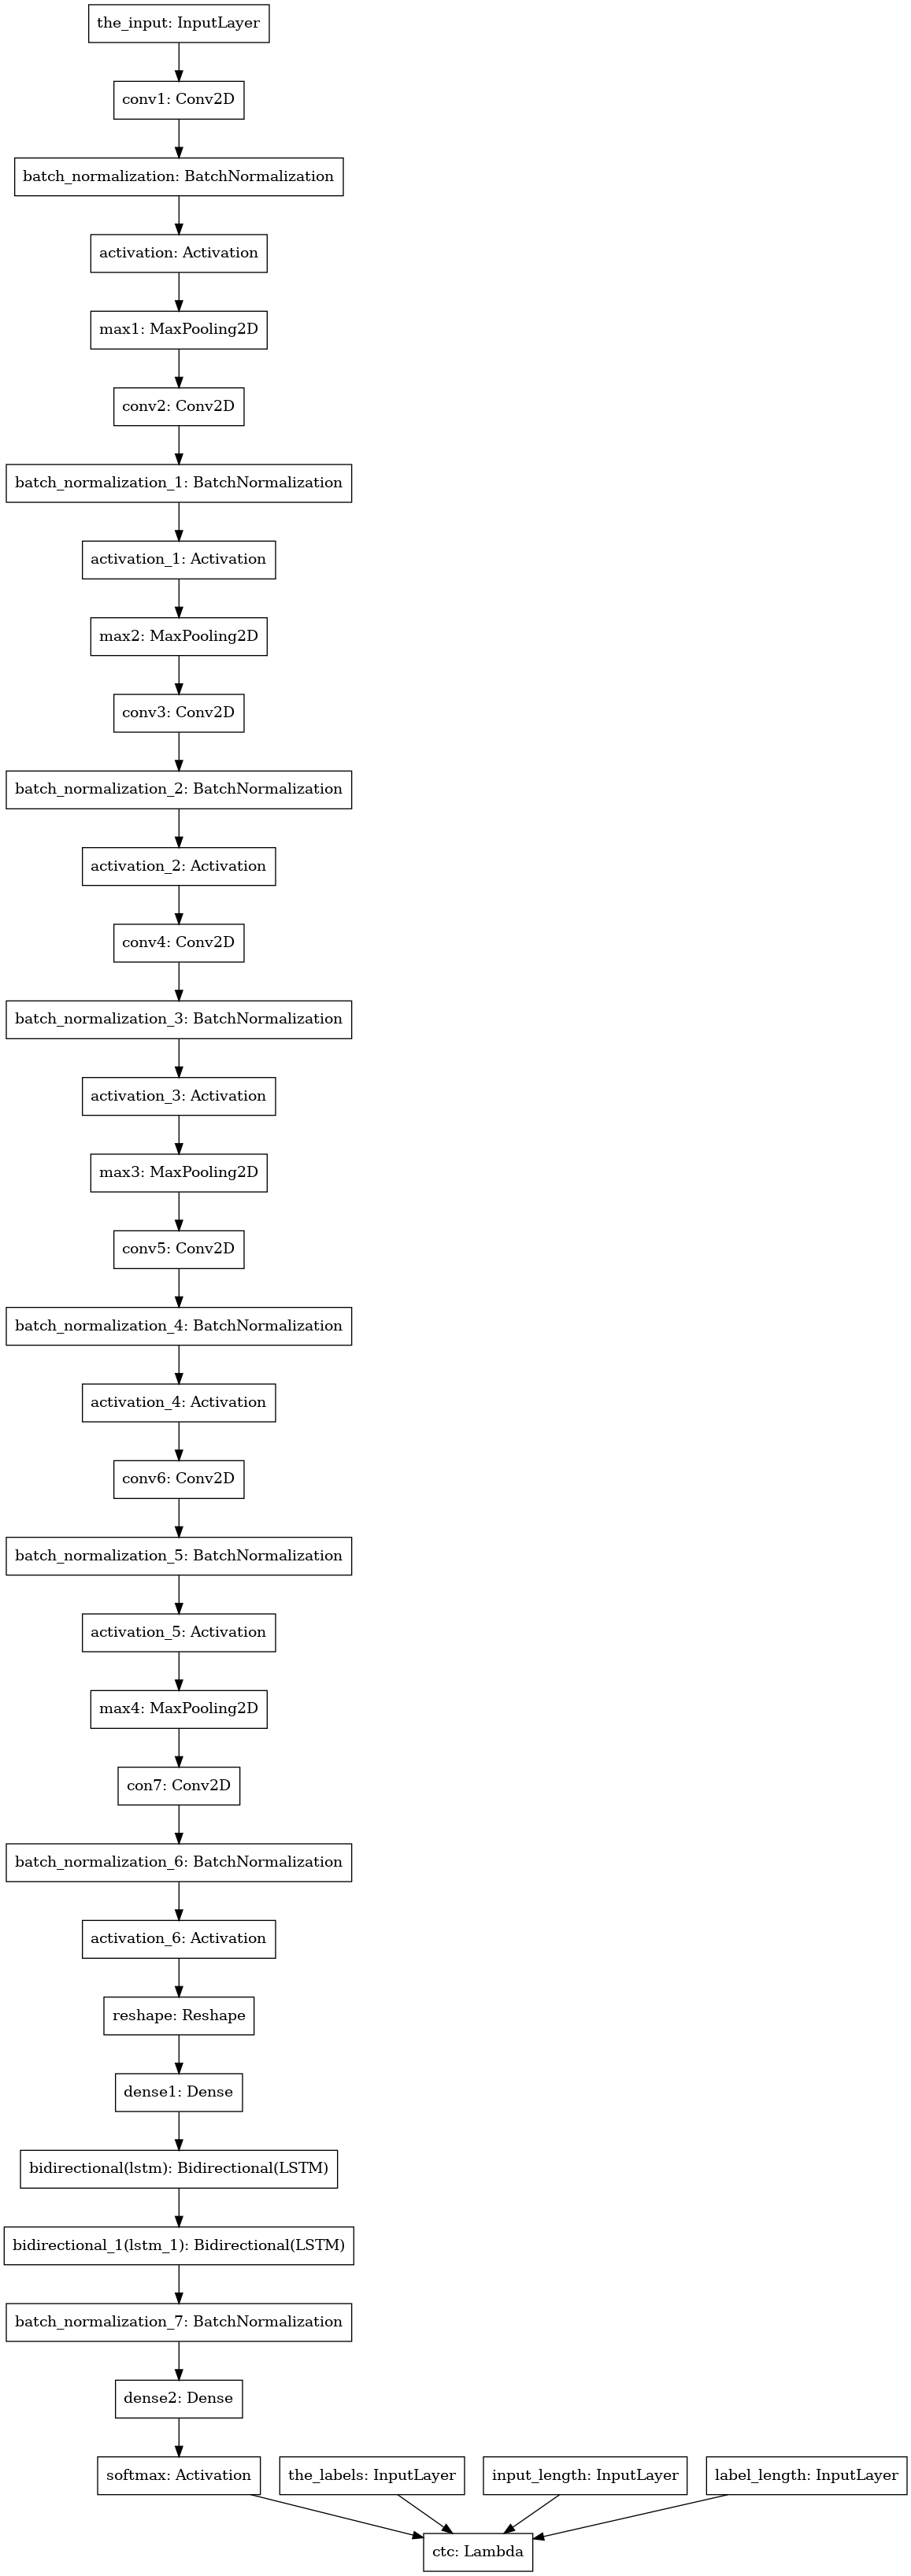 the_input: InputLayer
conv1: Conv2D
batch_normalization: BatchNormalization
activation: Activation
max1: MaxPooling2D
conv2: Conv2D
batch_normalization_1: BatchNormalization
activation_1: Activation
max2: MaxPooling2D
conv3: Conv2D
batch_normalization_2: BatchNormalization
activation_2: Activation
conv4: Conv2D
batch_normalization_3: BatchNormalization
activation_3: Activation
max3: MaxPooling2D
conv5: Conv2D
batch_normalization_4: BatchNormalization
activation_4: Activation
conv6: Conv2D
batch_normalization_5: BatchNormalization
activation_5: Activation
max4: MaxPooling2D
con7: Conv2D
batch_normalization_6: BatchNormalization
activation_6: Activation
reshape: Reshape
dense1: Dense
bidirectional(lstm): Bidirectional(LSTM)
bidirectional_1(lstm_1): Bidirectional(LSTM)
batch_normalization_7: BatchNormalization
dense2: Dense
softmax: Activation
the_labels: InputLayer
input_length: InputLayer
label_length: InputLayer
ctc: Lambda